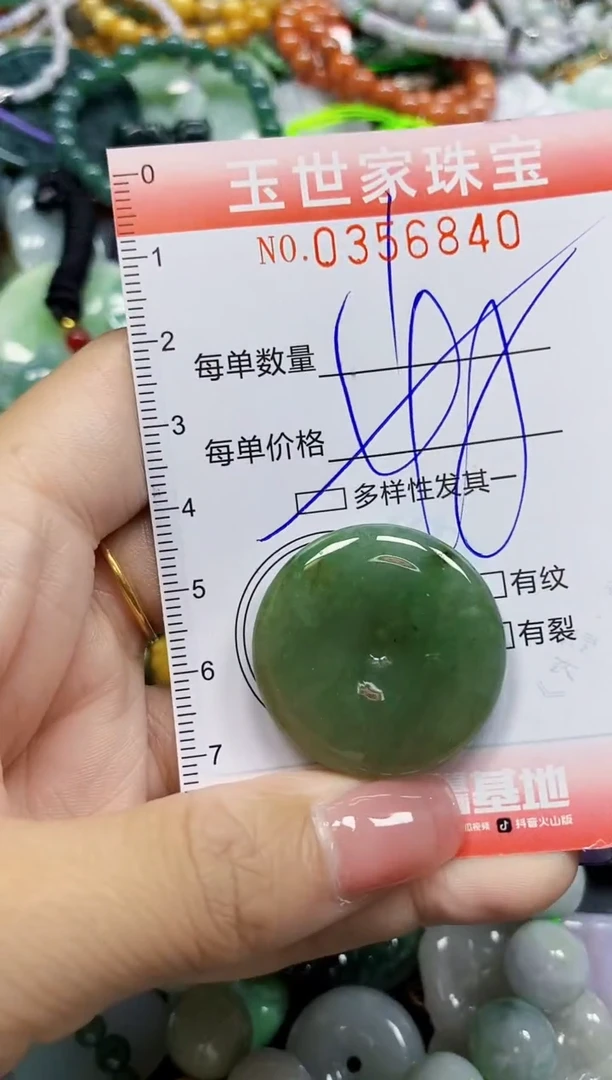 玉世家珠宝
NO.0356840
0
1
2
每单数量
3
每单价格
4
多样性发其一
5
有纹
有裂
6
7
基地
抖音火山版